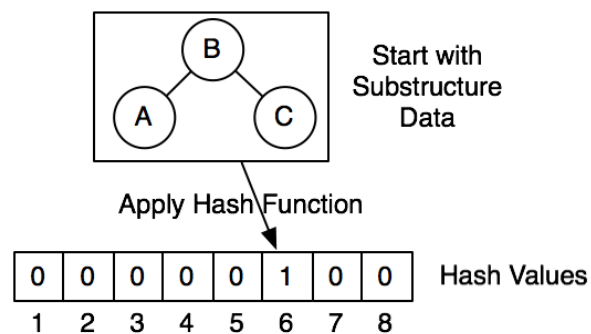 B
A
C
Start with
Substructure
Data
Apply Hash Function
0 0 0 0 0 1 0 0
Hash Values
1 2 3 4 5 6 7 8